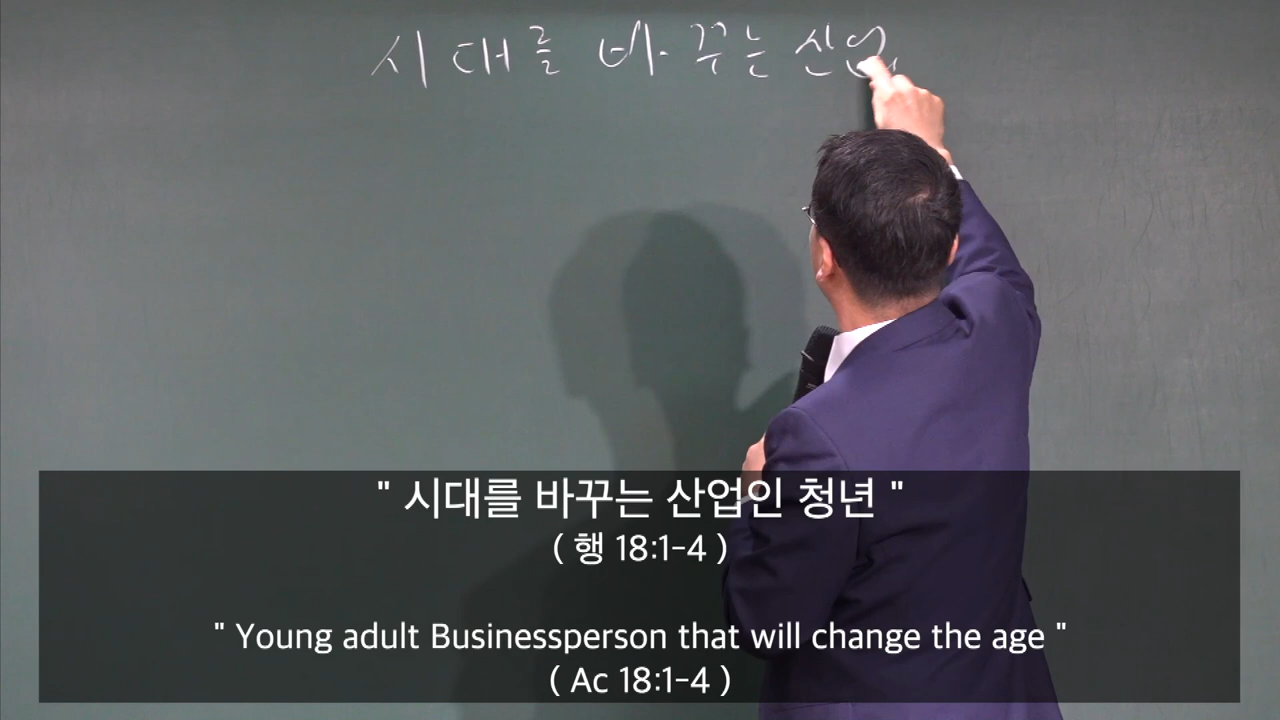 시대를 바꾸는 산업
" 시대를 바꾸는 산업인 청년 "
( 행 18:1-4 )
" Young adult Businessperson that will change the age "
( Ac 18:1-4 )